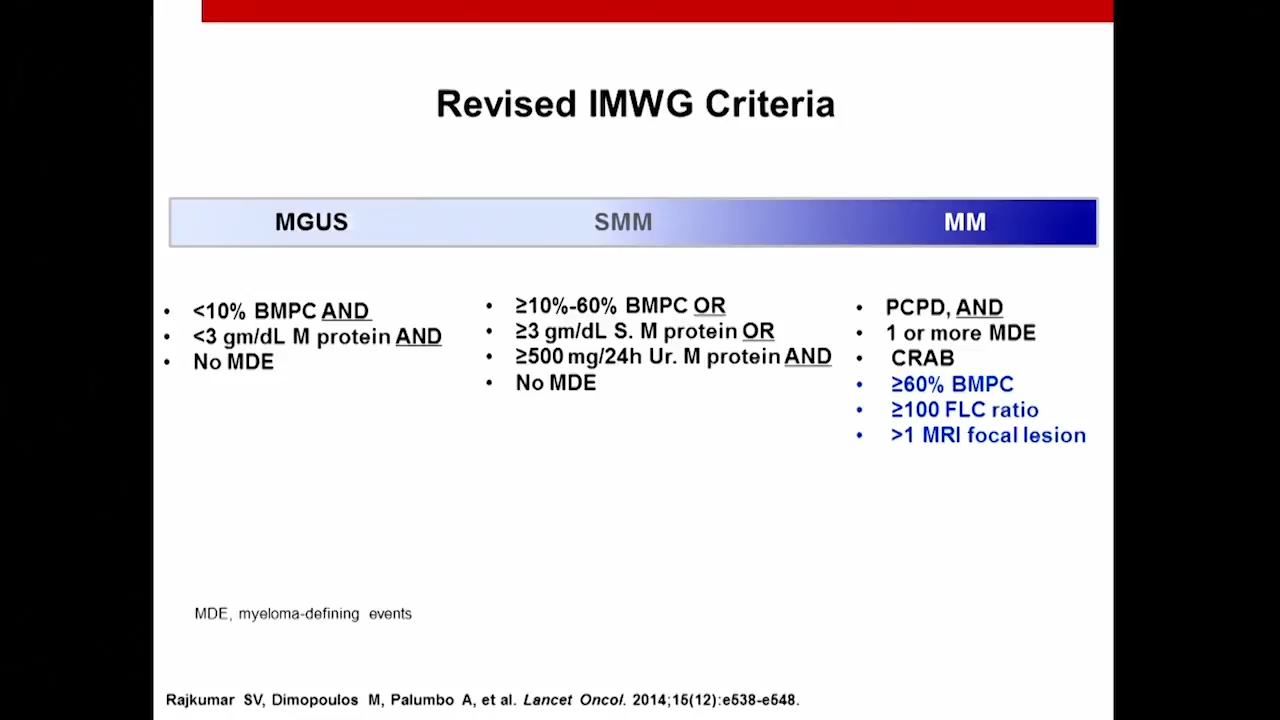 Revised IMWG Criteria
MGUS
SMM
MM
• <10% BMPC AND
• <3 gm/dL M protein AND
• No MDE
• ≥10%-60% BMPC OR
• ≥3 gm/dL S. M protein OR
• ≥500 mg/24h Ur. M protein AND
• No MDE
• PCPD, AND
• 1 or more MDE
• CRAB
• ≥60% BMPC
• ≥100 FLC ratio
• >1 MRI focal lesion
MDE, myeloma-defining events
Rajkumar SV, Dimopoulos M, Palumbo A, et al. Lancet Oncol. 2014;15(12):e538-e548.